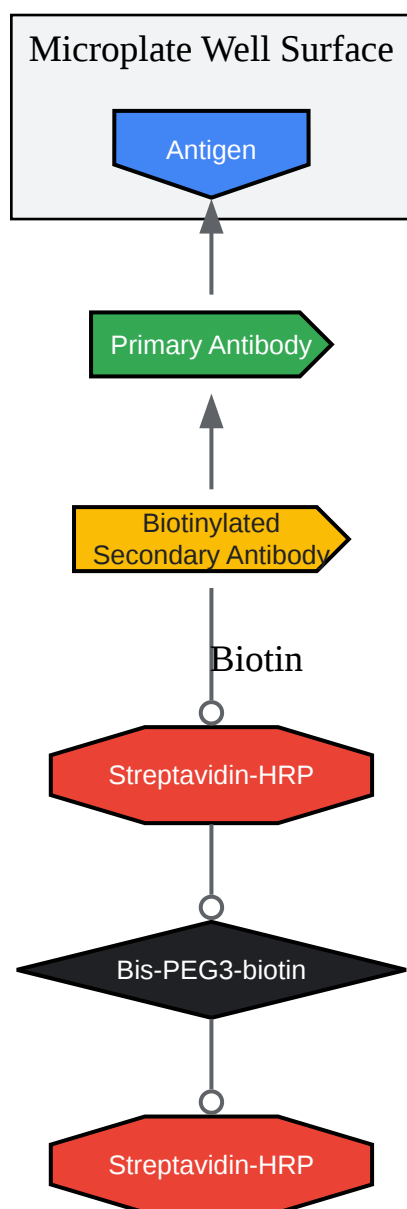 Microplate Well Surface
Antigen
Primary Antibody
Biotinylated
Secondary Antibody
Biotin
Streptavidin-HRP
Bis-PEG3-biotin
Streptavidin-HRP